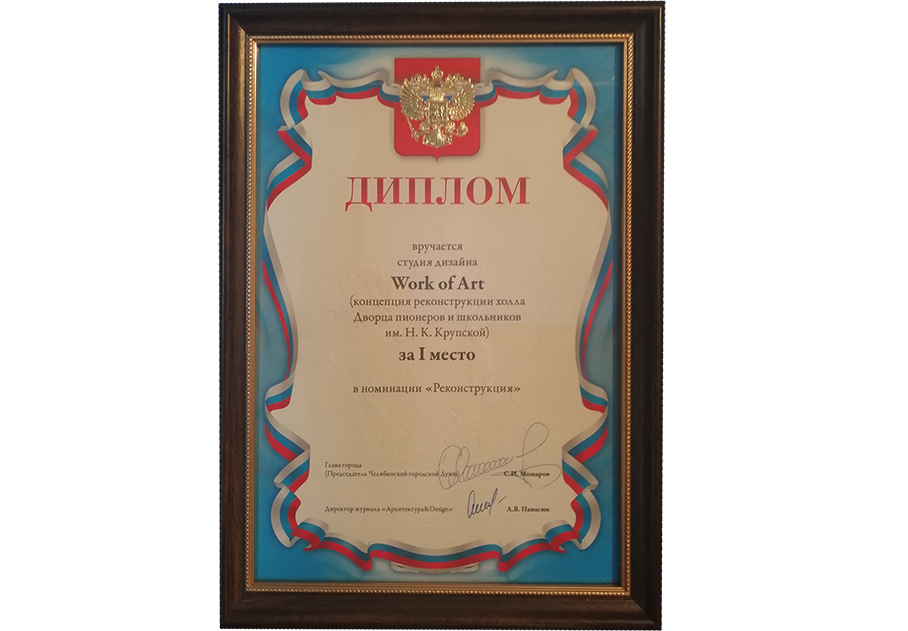 ДИПЛОМ
вручается
студия дизайна
Work of Art
(концепция реконструкции холла
Дворца пионеров и школьников
им. Н. К. Крупской)
за I место
в номинации «Реконструкция»
Глава города
(Председатель Челябинской городской Думы) С.И. Мошаров
Директор журнала «Архитектура&Design» А.В. Панасюк